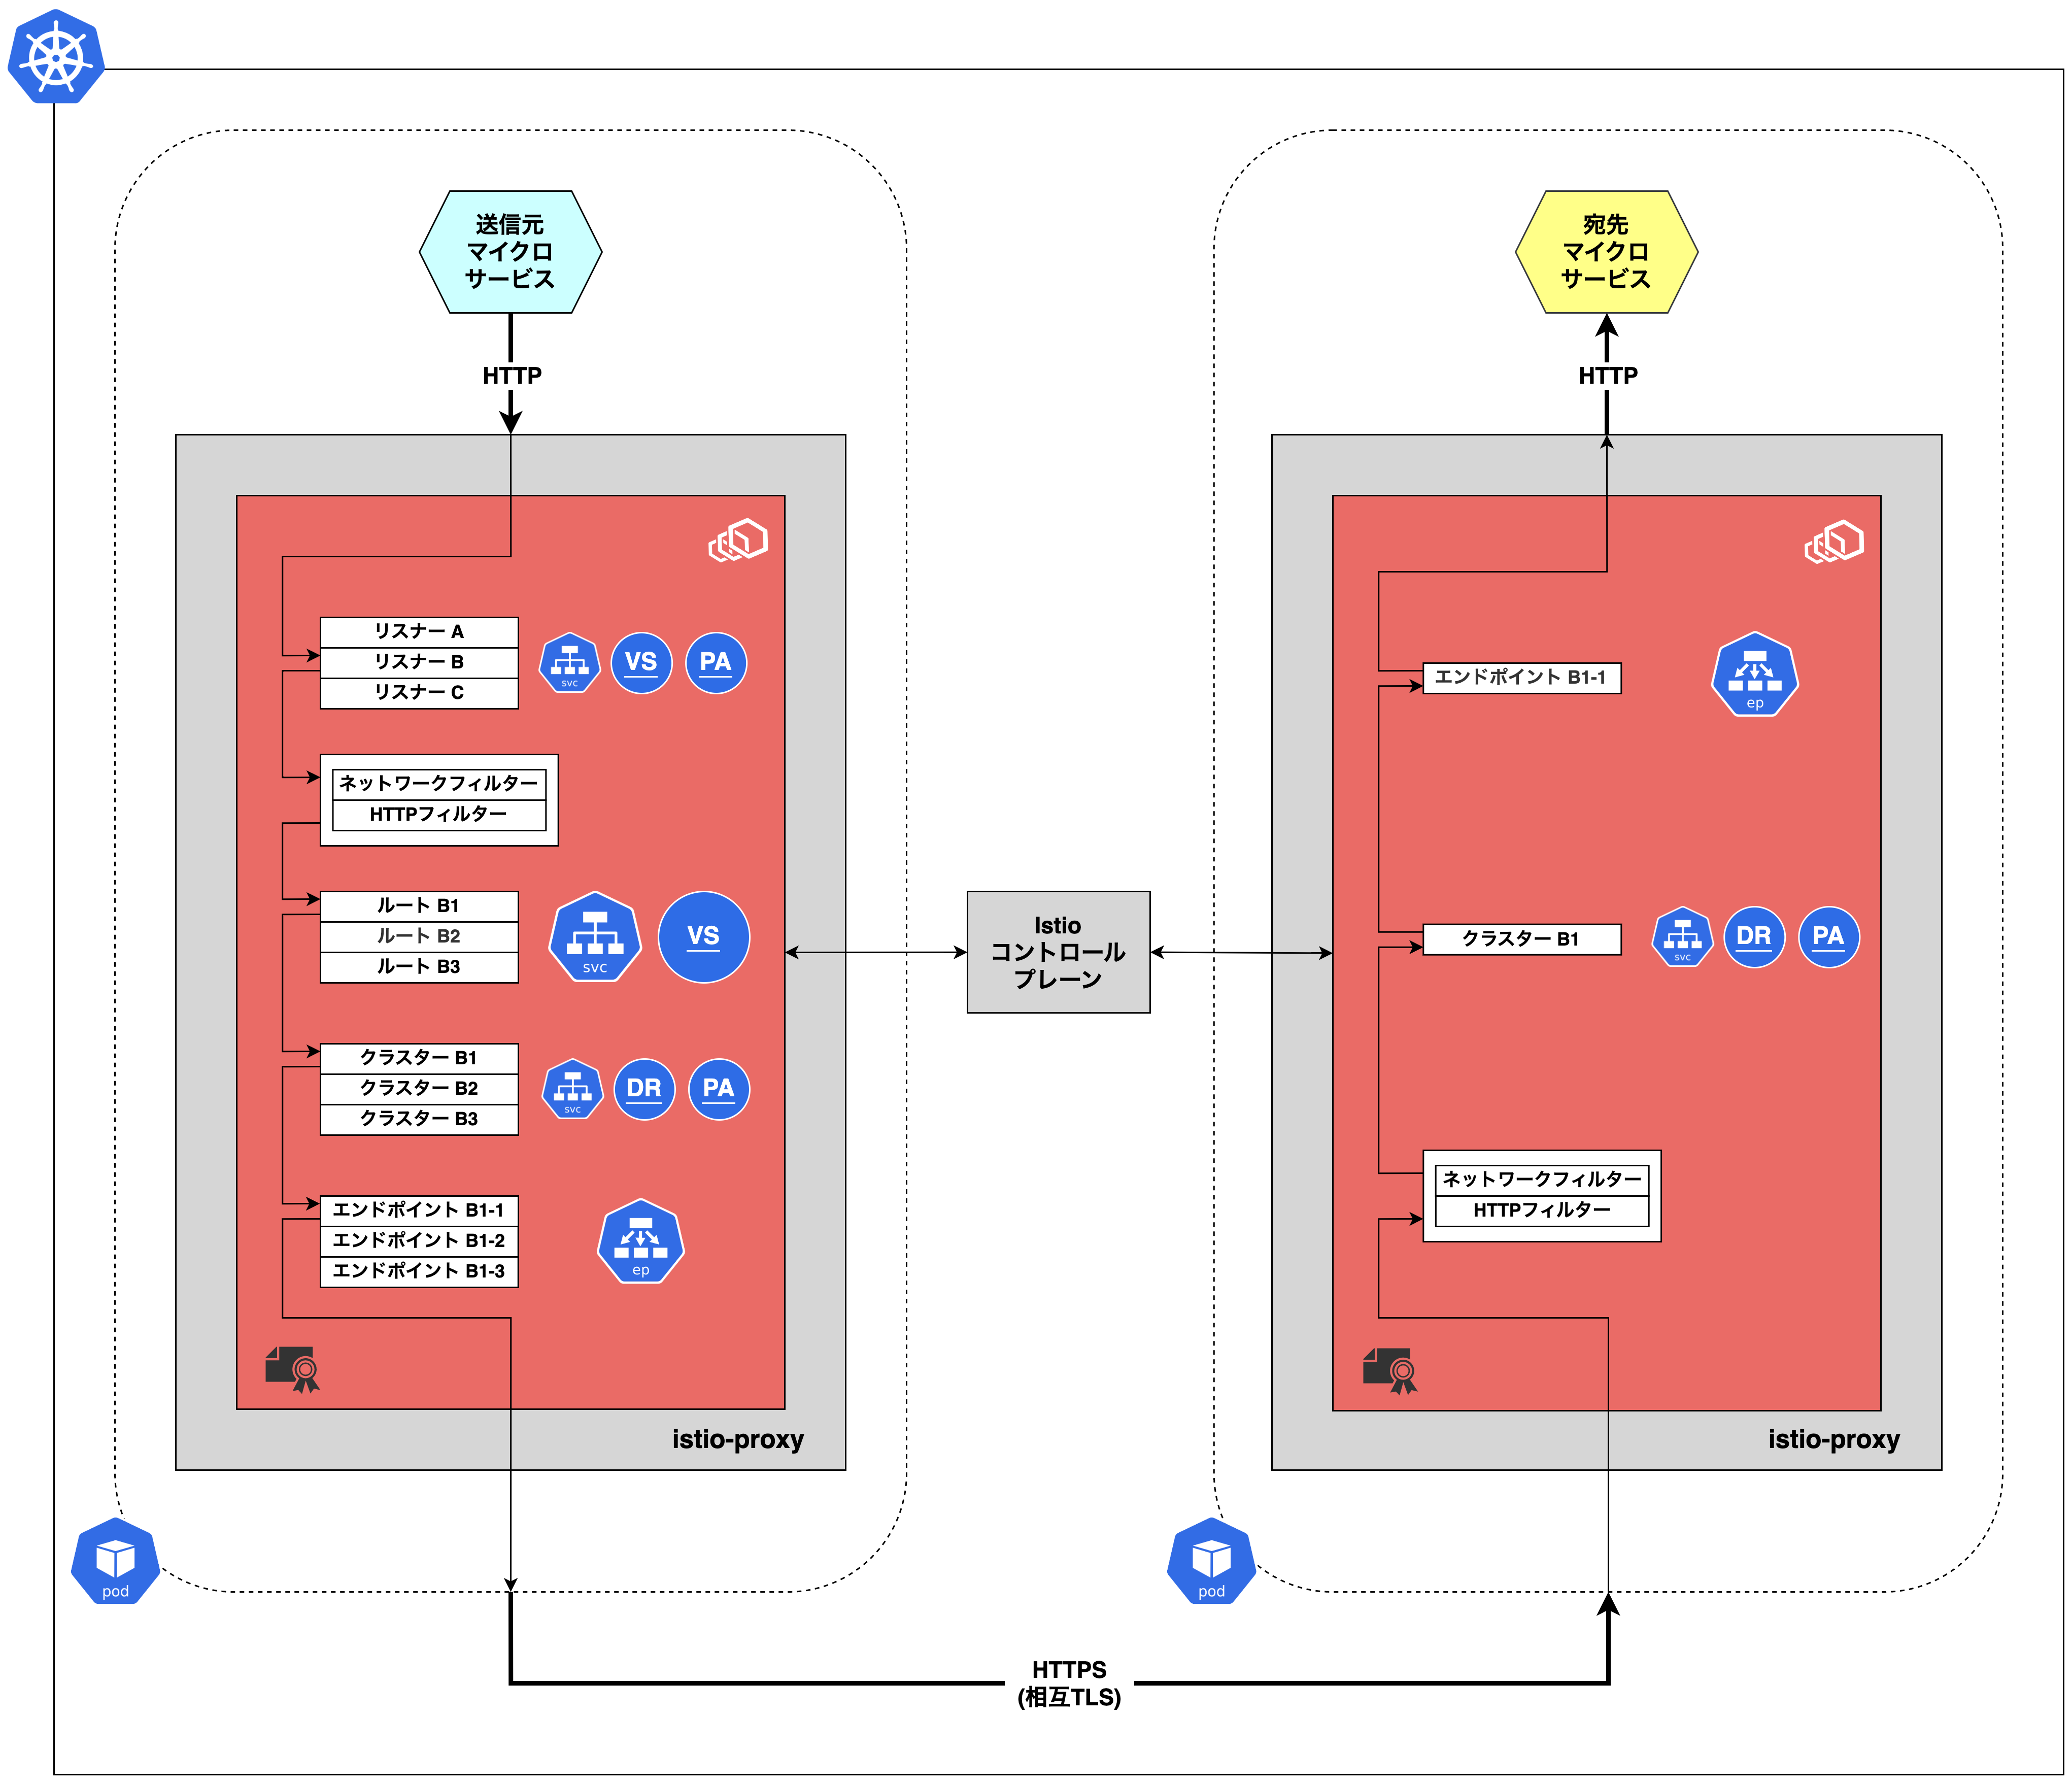 送信元
マイクロ
サービス
HTTP
リスナー A
リスナー B
リスナー C
svc
VS
PA
ネットワークフィルター
HTTPフィルター
ルート B1
ルート B2
ルート B3
svc
VS
クラスター B1
クラスター B2
クラスター B3
svc
DR
PA
エンドポイント B1-1
エンドポイント B1-2
エンドポイント B1-3
ep
istio-proxy
pod
Istio
コントロール
プレーン
宛先
マイクロ
サービス
HTTP
エンドポイント B1-1
ep
クラスター B1
svc
DR
PA
ネットワークフィルター
HTTPフィルター
istio-proxy
pod
HTTPS
(相互TLS)